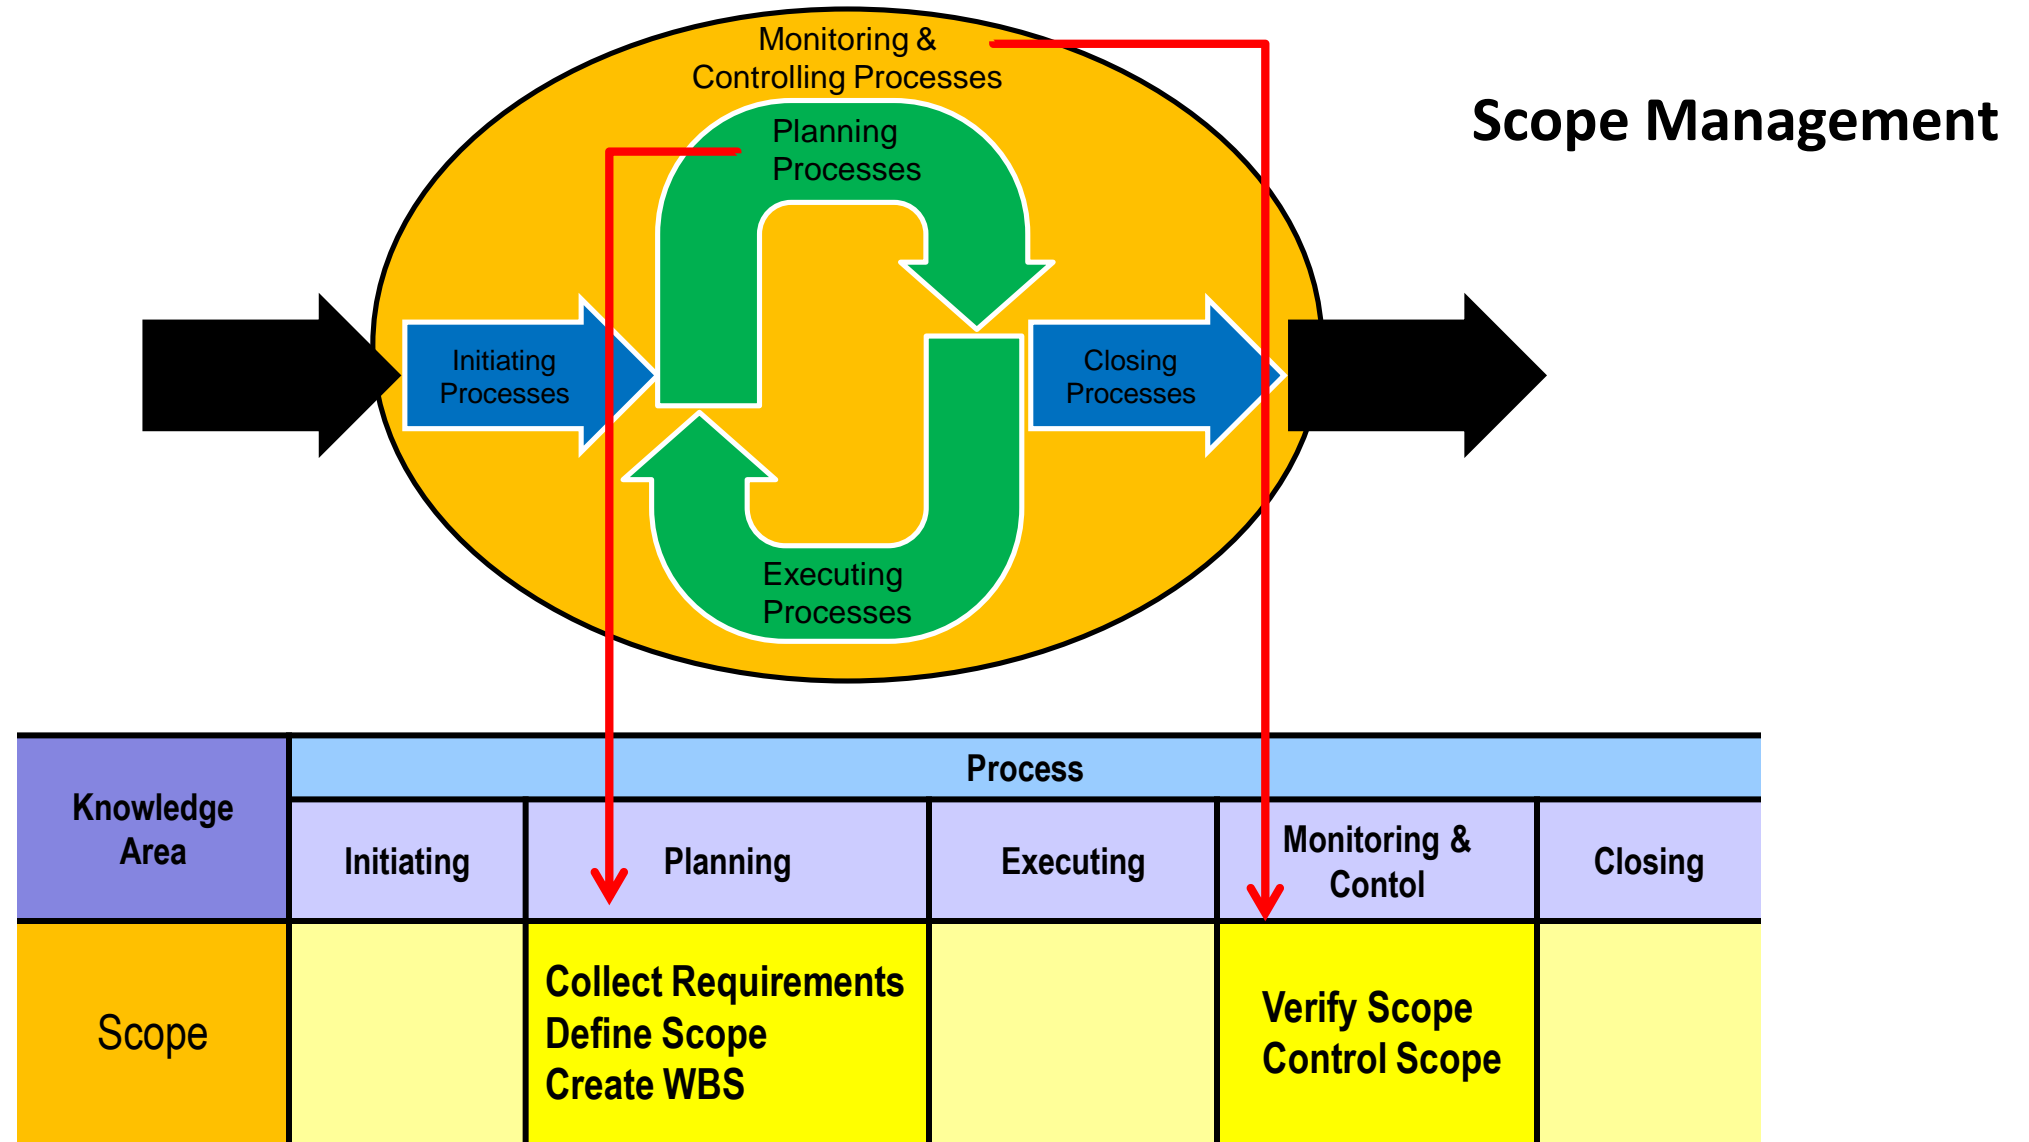 Monitoring &
Controlling Processes
Scope Management
Planning
Processes
Initiating
Processes
Closing
Processes
Executing
Processes
Knowledge
Area
Process
Initiating
Planning
Executing
Monitoring &
Contol
Closing
Scope
Collect Requirements
Define Scope
Create WBS
Verify Scope
Control Scope